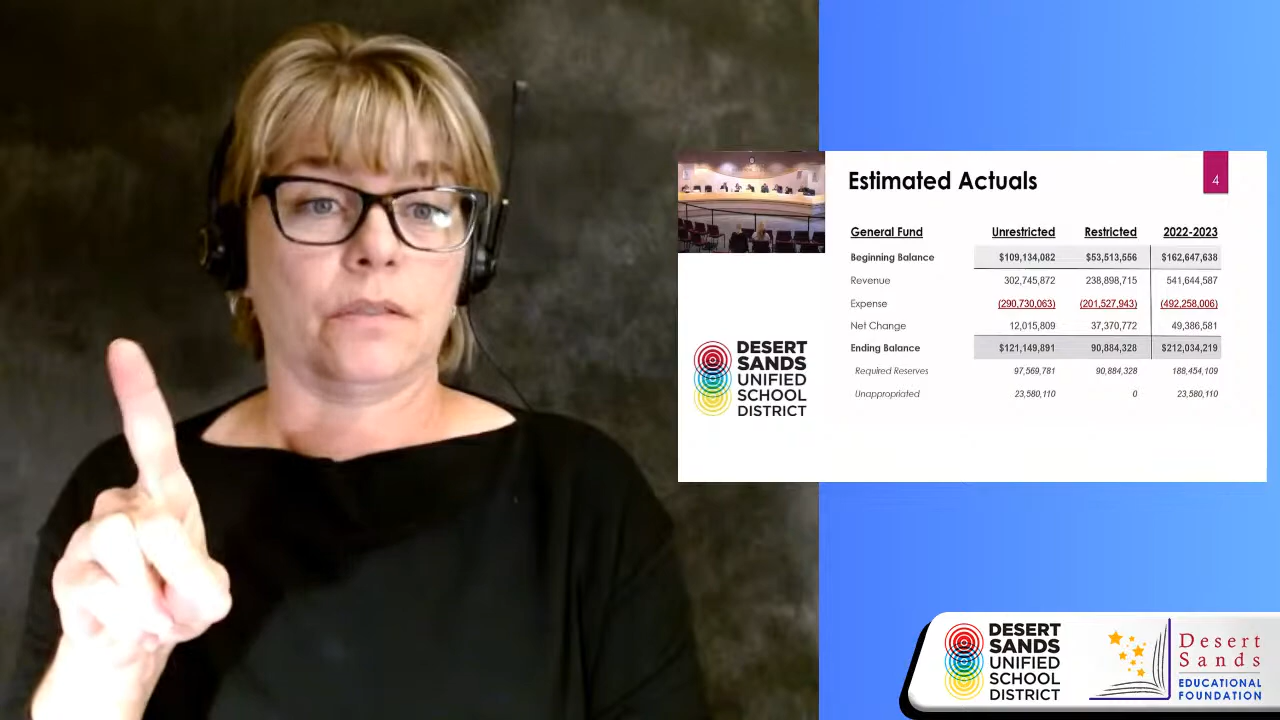 Estimated Actuals
4
General Fund Unrestricted Restricted 2022-2023
Beginning Balance $109,134,082 $53,513,556 $162,647,638
Revenue 302,745,872 238,898,715 541,644,587
Expense (290,730,063) (201,527,943) (492,258,006)
Net Change 12,015,809 37,370,772 49,386,581
Ending Balance $121,149,891 90,884,328 $212,034,219
Required Reserves 97,569,781 90,884,328 188,454,109
Unappropriated 23,580,110 0 23,580,110
DESERT
SANDS
UNIFIED
SCHOOL
DISTRICT
DESERT
SANDS
UNIFIED
SCHOOL
DISTRICT
Desert
Sands
EDUCATIONAL
FOUNDATION